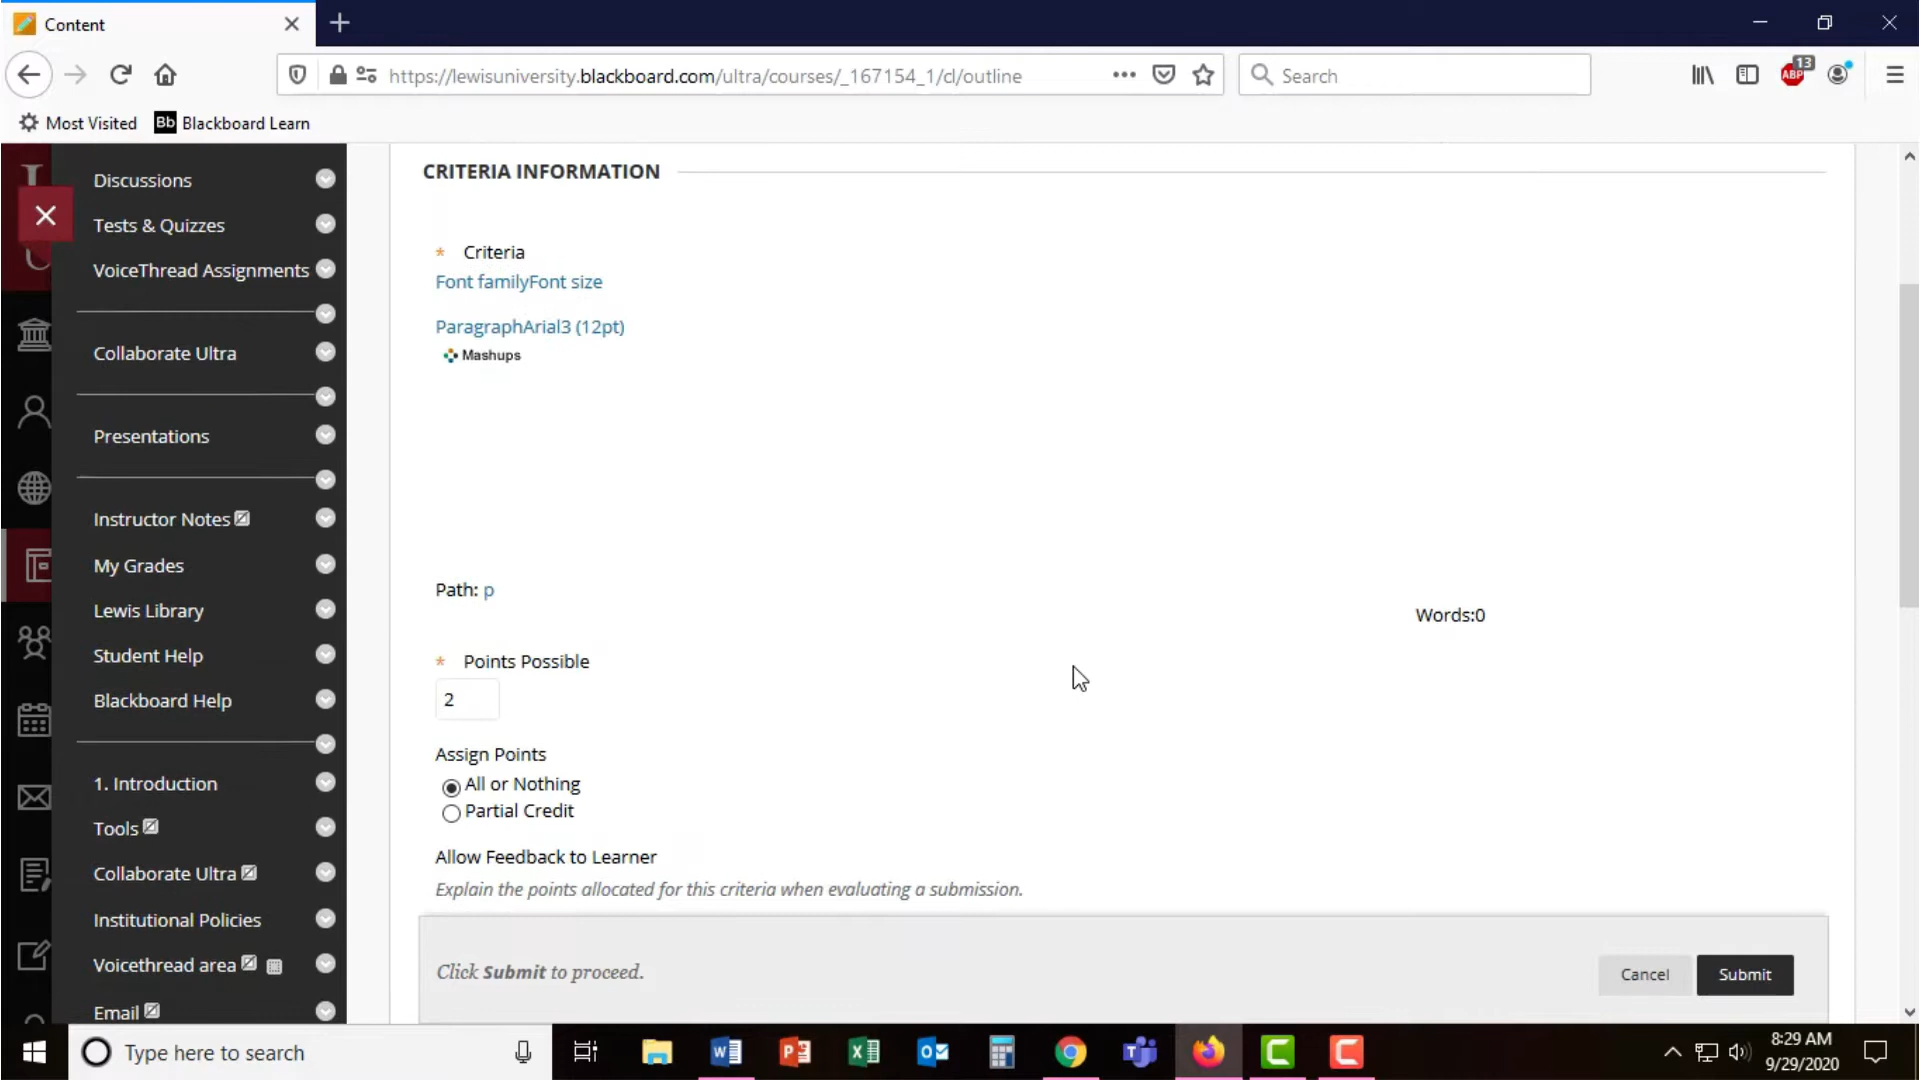 Content
https://lewisuniversity.blackboard.com/ultra/courses/_167154_1/cl/outline
Search
ABP
13
Most Visited
Bb Blackboard Learn
Discussions
Tests & Quizzes
VoiceThread Assignments
Collaborate Ultra
Presentations
Instructor Notes
My Grades
Lewis Library
Student Help
Blackboard Help
1. Introduction
Tools
Collaborate Ultra
Institutional Policies
Voicethread area
Email
CRITERIA INFORMATION
* Criteria
Font familyFont size
ParagraphArial3 (12pt)
Mashups
Path: p
Words:0
* Points Possible
2
Assign Points
All or Nothing
Partial Credit
Allow Feedback to Learner
Explain the points allocated for this criteria when evaluating a submission.
Click Submit to proceed.
Cancel
Submit
Type here to search
8:29 AM
9/29/2020